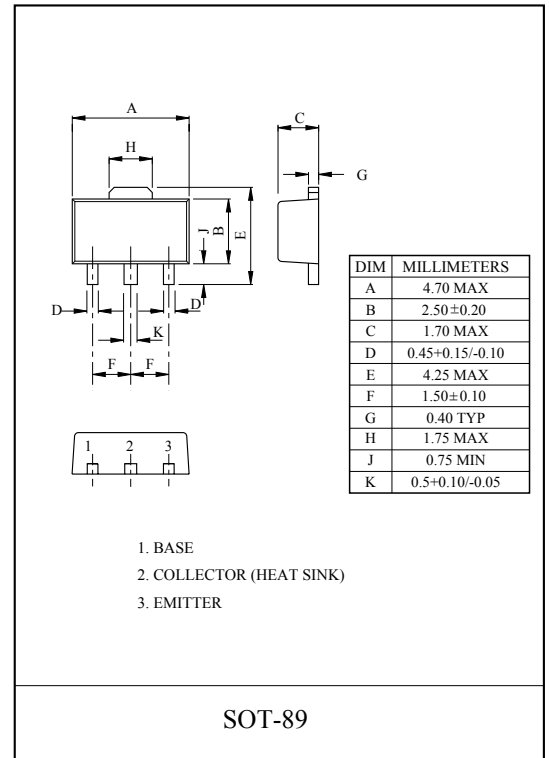 A
H
C
G
J
B
E
D
D
K
F
F
1 2 3
DIM MILLIMETERS
A 4.70 MAX
B 2.50±0.20
C 1.70 MAX
D 0.45+0.15/-0.10
E 4.25 MAX
F 1.50±0.10
G 0.40 TYP
H 1.75 MAX
J 0.75 MIN
K 0.5+0.10/-0.05
1. BASE
2. COLLECTOR (HEAT SINK)
3. EMITTER
SOT-89